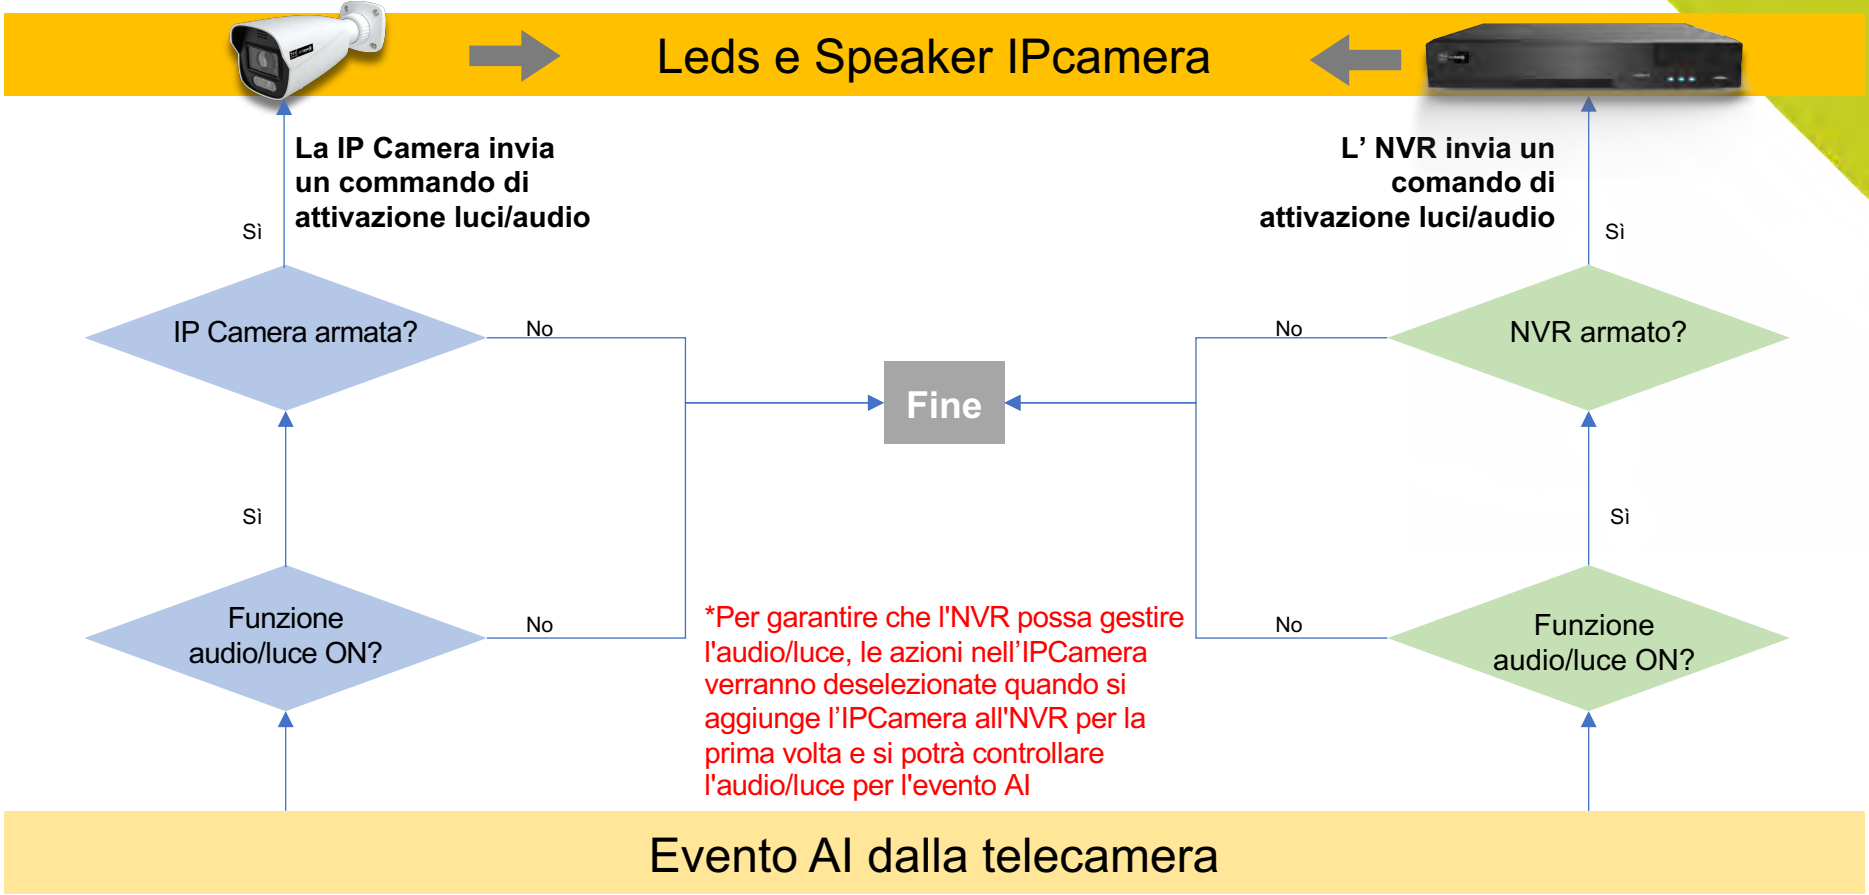 Leds e Speaker IPcamera
La IP Camera invia
un commando di
attivazione luci/audio
L' NVR invia un
comando di
attivazione luci/audio
Sì
Sì
IP Camera armata?
No
No
NVR armato?
Fine
Sì
Sì
Funzione
audio/luce ON?
No
*Per garantire che l'NVR possa gestire
l'audio/luce, le azioni nell'IPCamera
verranno deselezionate quando si
aggiunge l'IPCamera all'NVR per la
prima volta e si potrà controllare
l'audio/luce per l'evento AI
No
Funzione
audio/luce ON?
Evento AI dalla telecamera